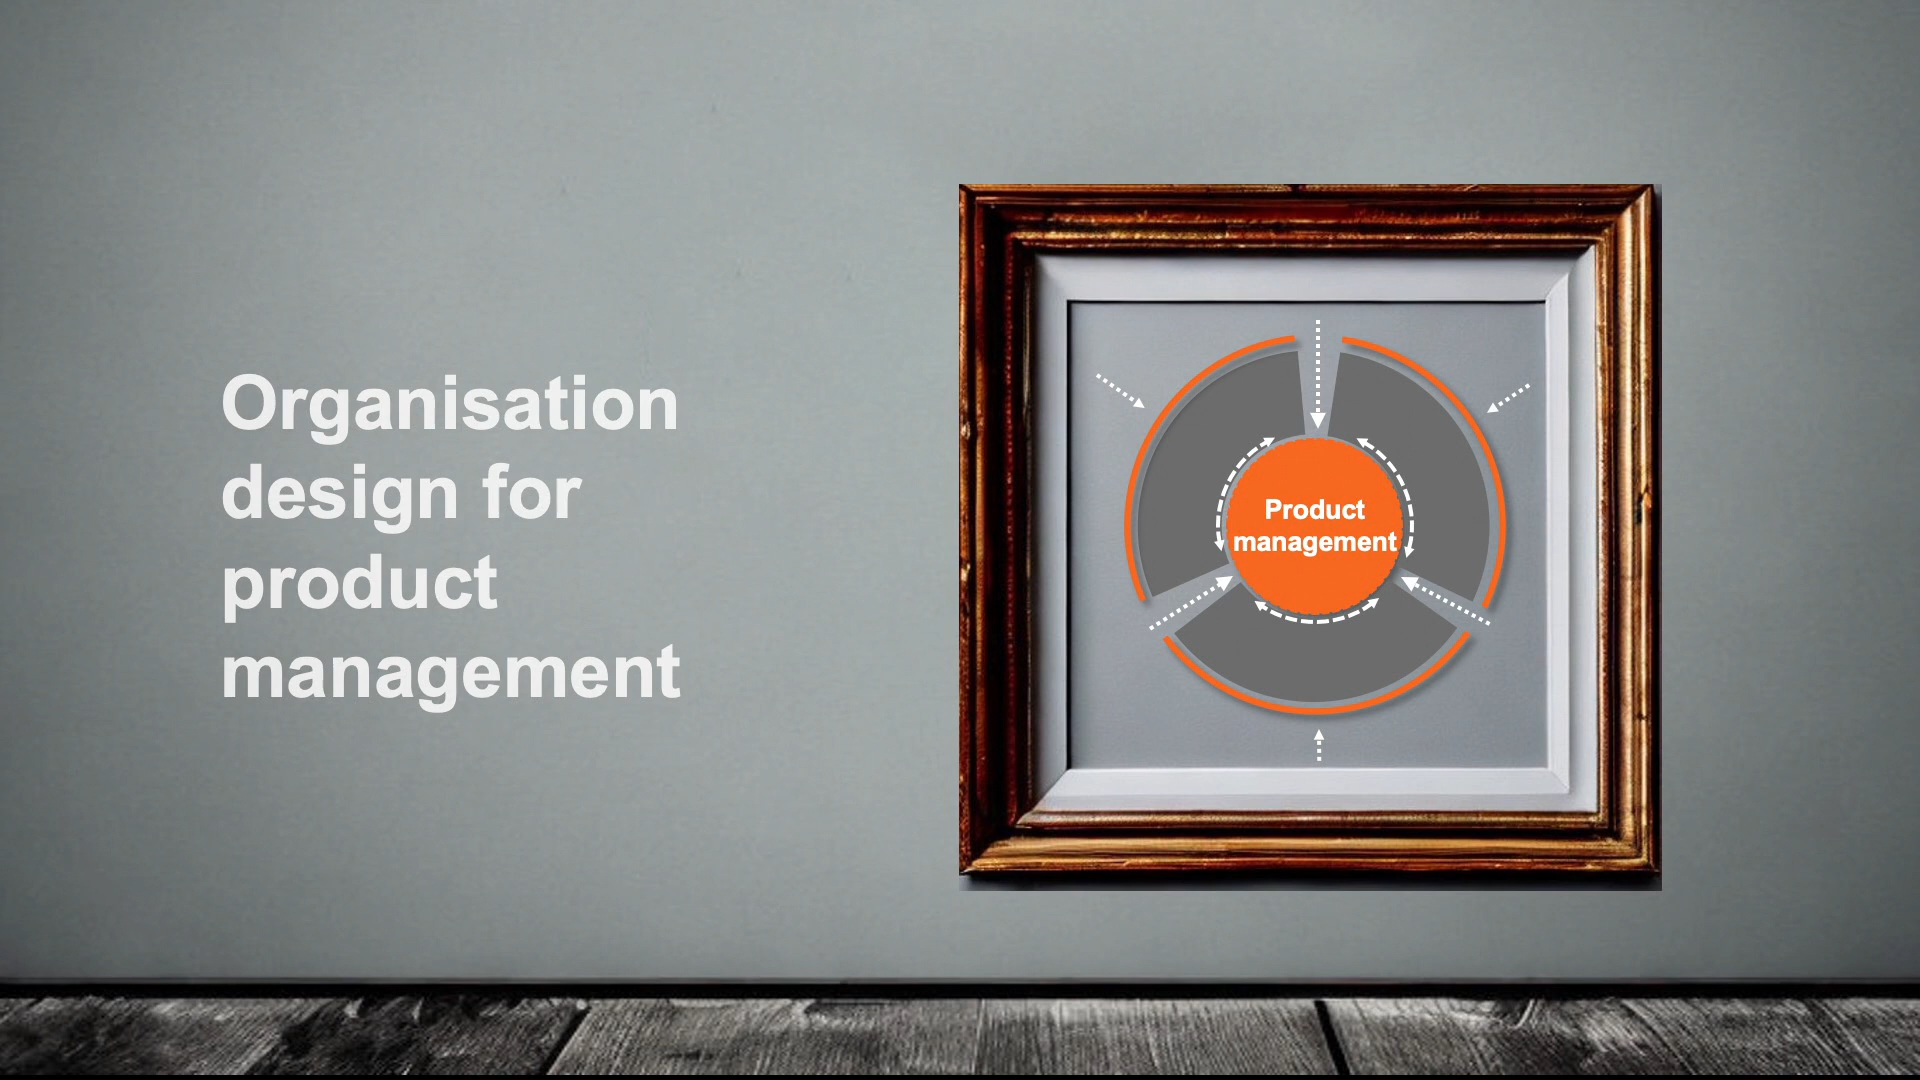 Organisation
design for
product
management
Product
management